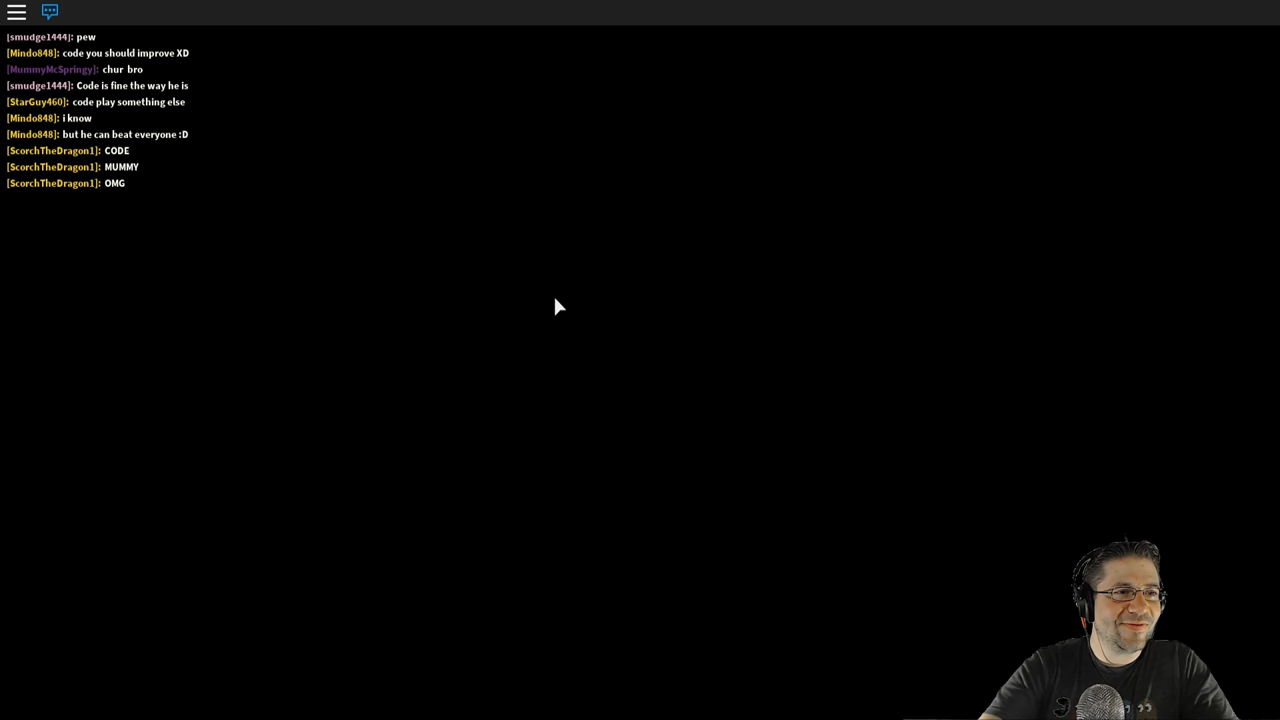 [smudge1444]: pew
[Mindo848]: code you should improve XD
[MummyMcSpringy]: chur bro
[smudge1444]: Code is fine the way he is
[StarGuy460]: code play something else
[Mindo848]: i know
[Mindo848]: but he can beat everyone :D
[ScorchTheDragon1]: CODE
[ScorchTheDragon1]: MUMMY
[ScorchTheDragon1]: OMG